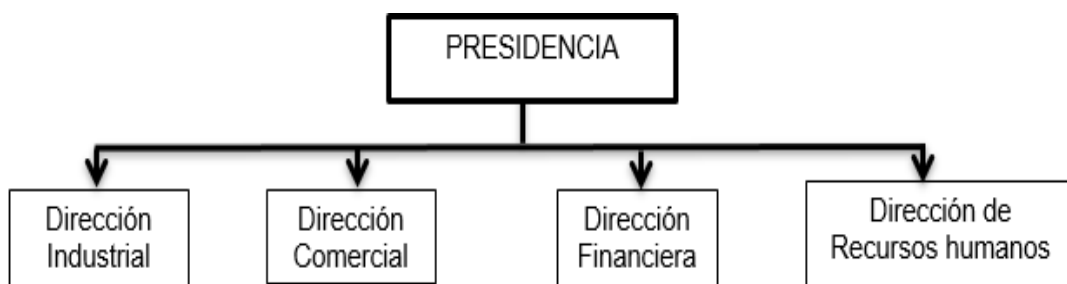 PRESIDENCIA
Dirección
Industrial
Dirección
Comercial
Dirección
Financiera
Dirección de
Recursos humanos